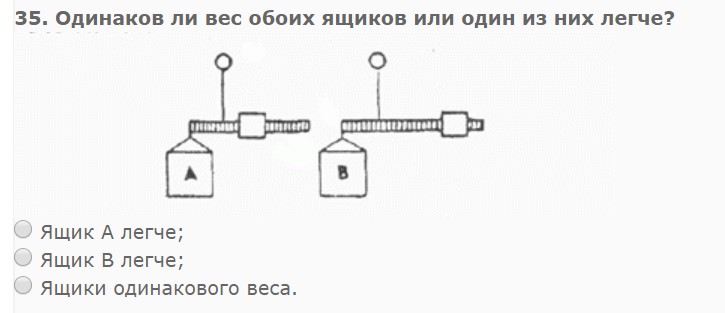 35. Одинаков ли вес обоих ящиков или один из них легче?
A
B
Ящик А легче;
Ящик В легче;
Ящики одинакового веса.